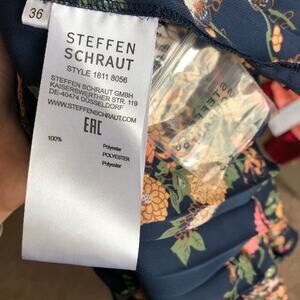 36
STEFFEN
SCHRAUT
STYLE 1811 8056
STEFFEN SCHRAUT GMBH
KAISERSWERTHER STR. 119
DE-40474 DÜSSELDORF
WWW.STEFFENSCHRAUT.COM
EAC
100% Polyester
POLYESTER
Polyester